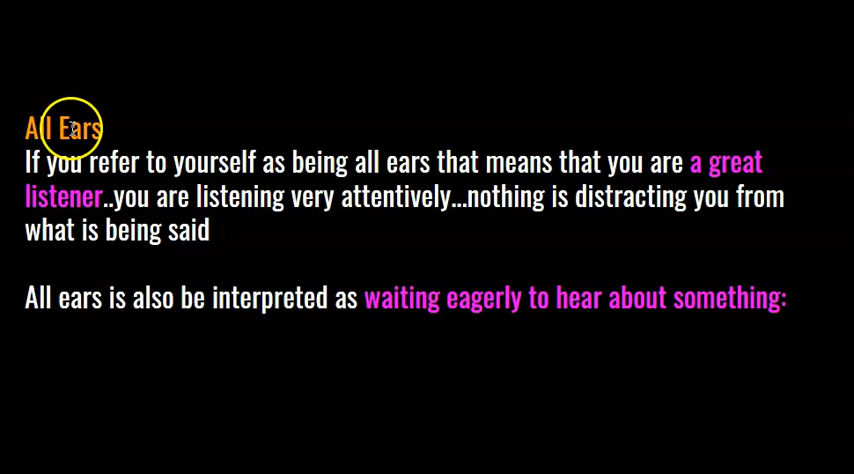 All Ears
If you refer to yourself as being all ears that means that you are a great
listener..you are listening very attentively...nothing is distracting you from
what is being said
All ears is also be interpreted as waiting eagerly to hear about something: